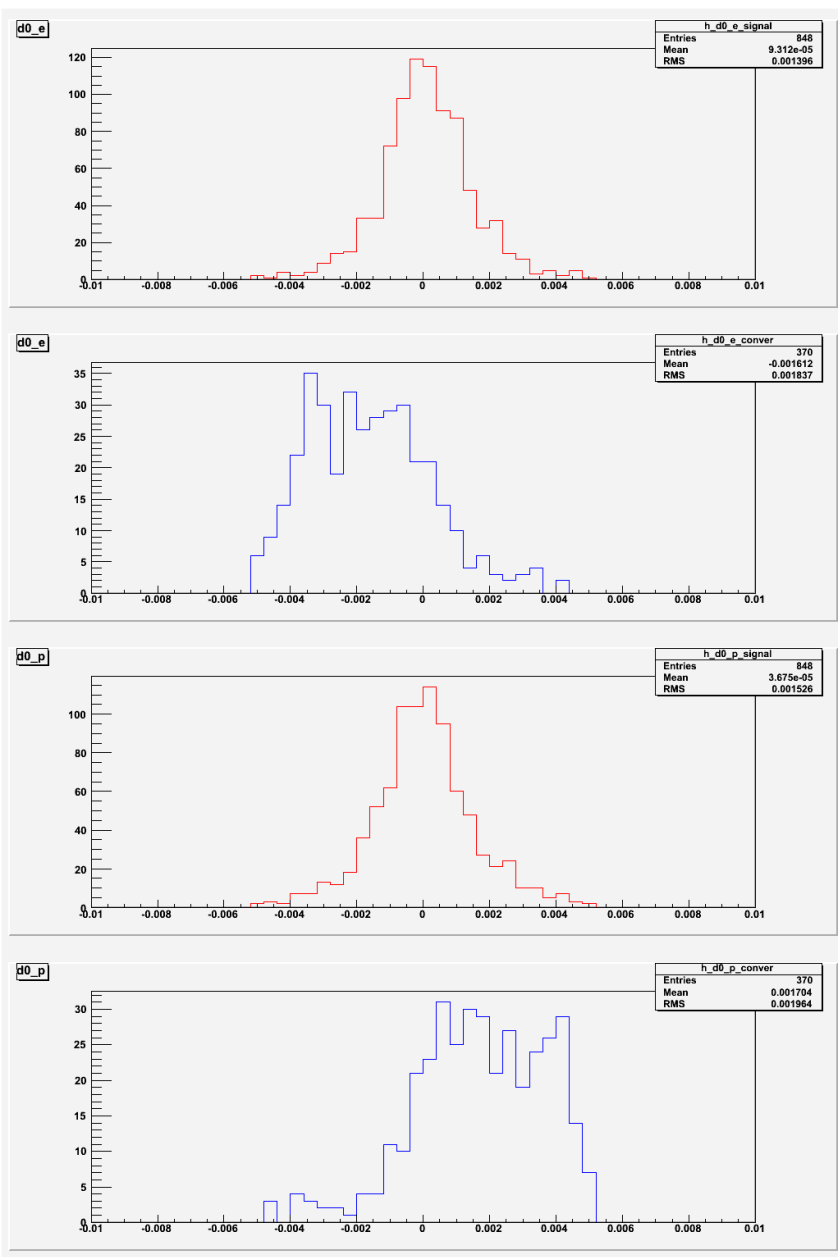 d0_e
h_d0_e_signal
Entries 848
Mean 9.312e-05
RMS 0.001396
120
100
80
60
40
20
0
-0.01 -0.008 -0.006 -0.004 -0.002 0 0.002 0.004 0.006 0.008 0.01
d0_e
h_d0_e_conver
Entries 370
Mean -0.001612
RMS 0.001837
35
30
25
20
15
10
5
0
-0.01 -0.008 -0.006 -0.004 -0.002 0 0.002 0.004 0.006 0.008 0.01
d0_p
h_d0_p_signal
Entries 848
Mean 3.675e-05
RMS 0.001526
100
80
60
40
20
0
-0.01 -0.008 -0.006 -0.004 -0.002 0 0.002 0.004 0.006 0.008 0.01
d0_p
h_d0_p_conver
Entries 370
Mean 0.001704
RMS 0.001964
30
25
20
15
10
5
0
-0.01 -0.008 -0.006 -0.004 -0.002 0 0.002 0.004 0.006 0.008 0.01